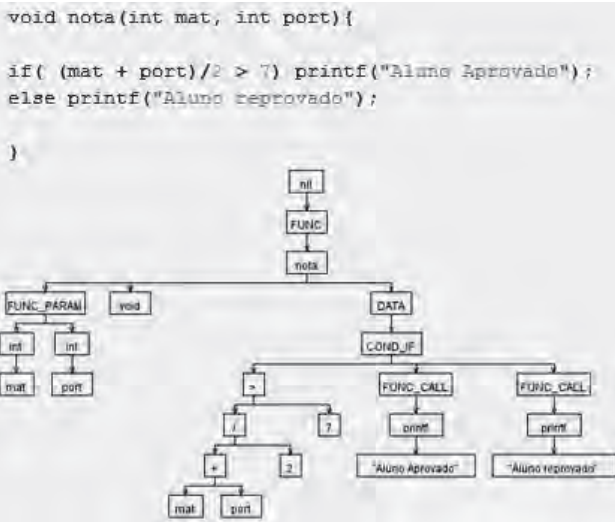 void nota(int mat, int port){
if( (mat + port)/2 > 7) printf("Aluno Aprovado");
else printf("Aluno reprovado");
}
nil
FUNC
nota
FUNC_PARAM void DATA
int int COND_IF
mat port > FUNC_CALL FUNC_CALL
/ 7 printf printf
+ 2 "Aluno Aprovado" "Aluno reprovado"
mat port